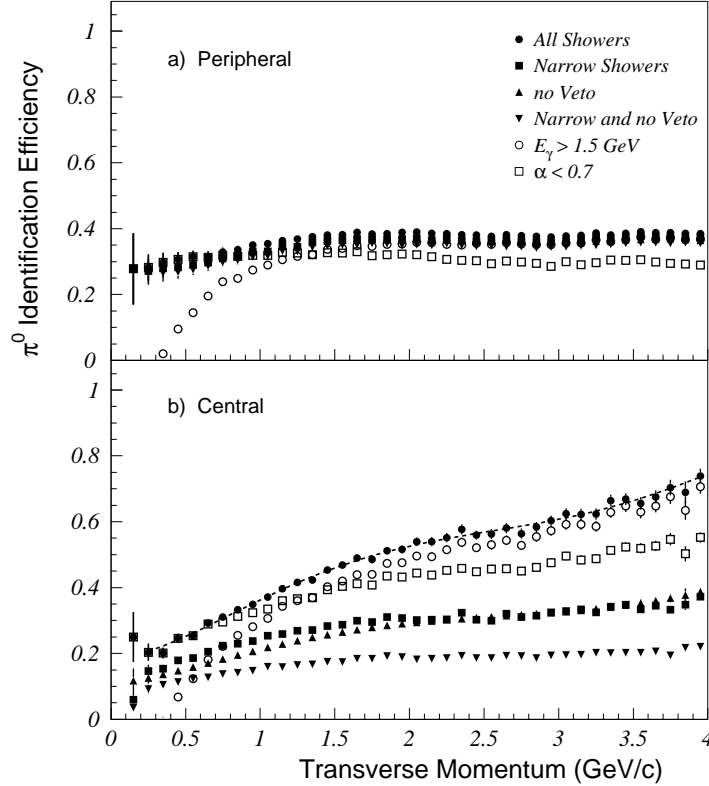 π⁰ Identification Efficiency
a) Peripheral
All Showers
Narrow Showers
no Veto
Narrow and no Veto
E_γ > 1.5 GeV
α < 0.7
1
0.8
0.6
0.4
0.2
0
b) Central
1
0.8
0.6
0.4
0.2
0
0 0.5 1 1.5 2 2.5 3 3.5 4
Transverse Momentum (GeV/c)